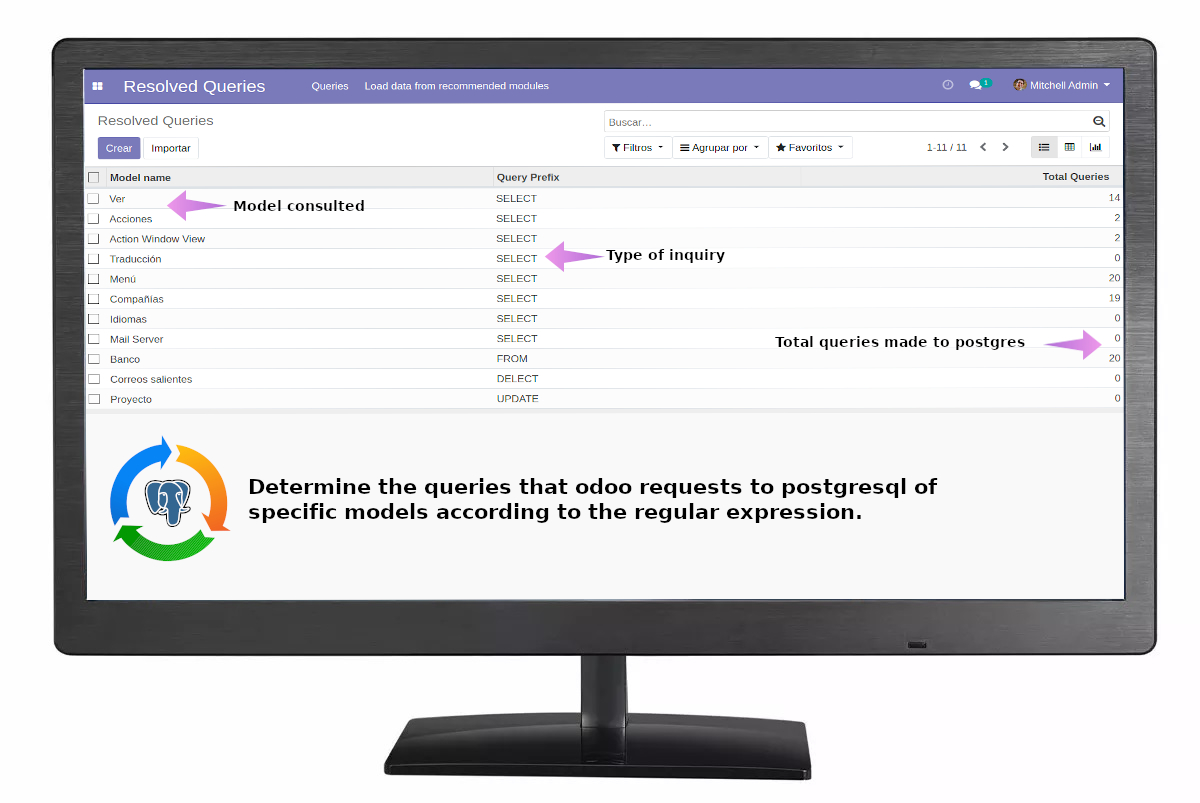 Resolved Queries Queries Load data from recommended modules 1 Mitchell Admin
Resolved Queries Buscar...
Crear Importar Filtros Agrupar por Favoritos 1-11 / 11
Model name Query Prefix Total Queries
Ver SELECT 14
Model consulted
Acciones SELECT 2
Action Window View SELECT 2
Type of inquiry
Traducción SELECT 0
Menú SELECT 20
Compañías SELECT 19
Idiomas SELECT 0
Mail Server SELECT 0
Total queries made to postgres
Banco FROM 20
Correos salientes DELECT 0
Proyecto UPDATE 0
Determine the queries that odoo requests to postgresql of
specific models according to the regular expression.